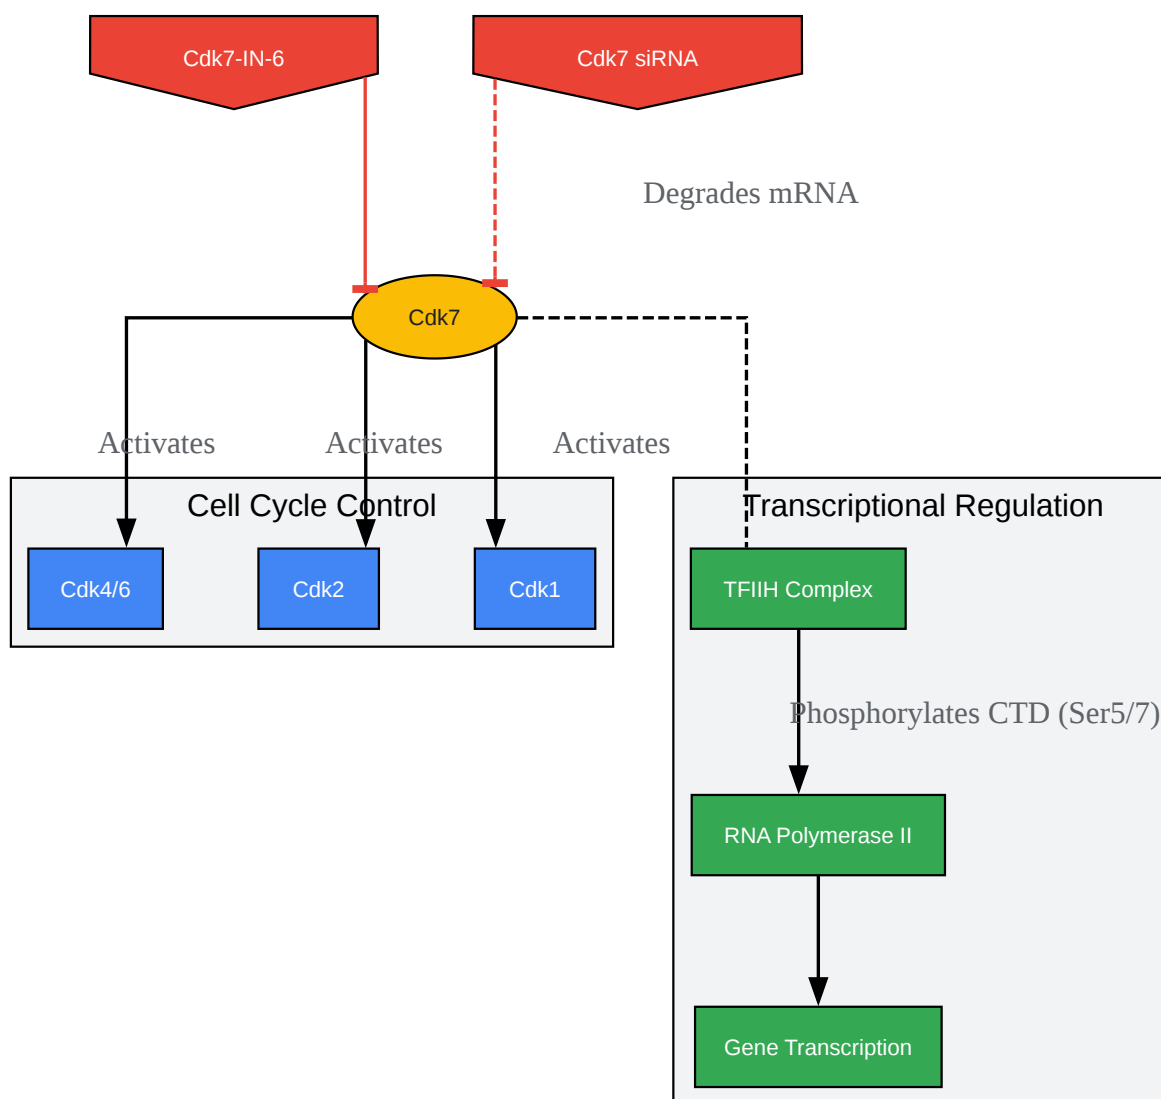 Cdk7-IN-6
Cdk7 siRNA
Degrades mRNA
Cdk7
Activates
Activates
Activates
Cell Cycle Control
Transcriptional Regulation
Cdk4/6
Cdk2
Cdk1
TFIIH Complex
Phosphorylates CTD (Ser5/7)
RNA Polymerase II
Gene Transcription